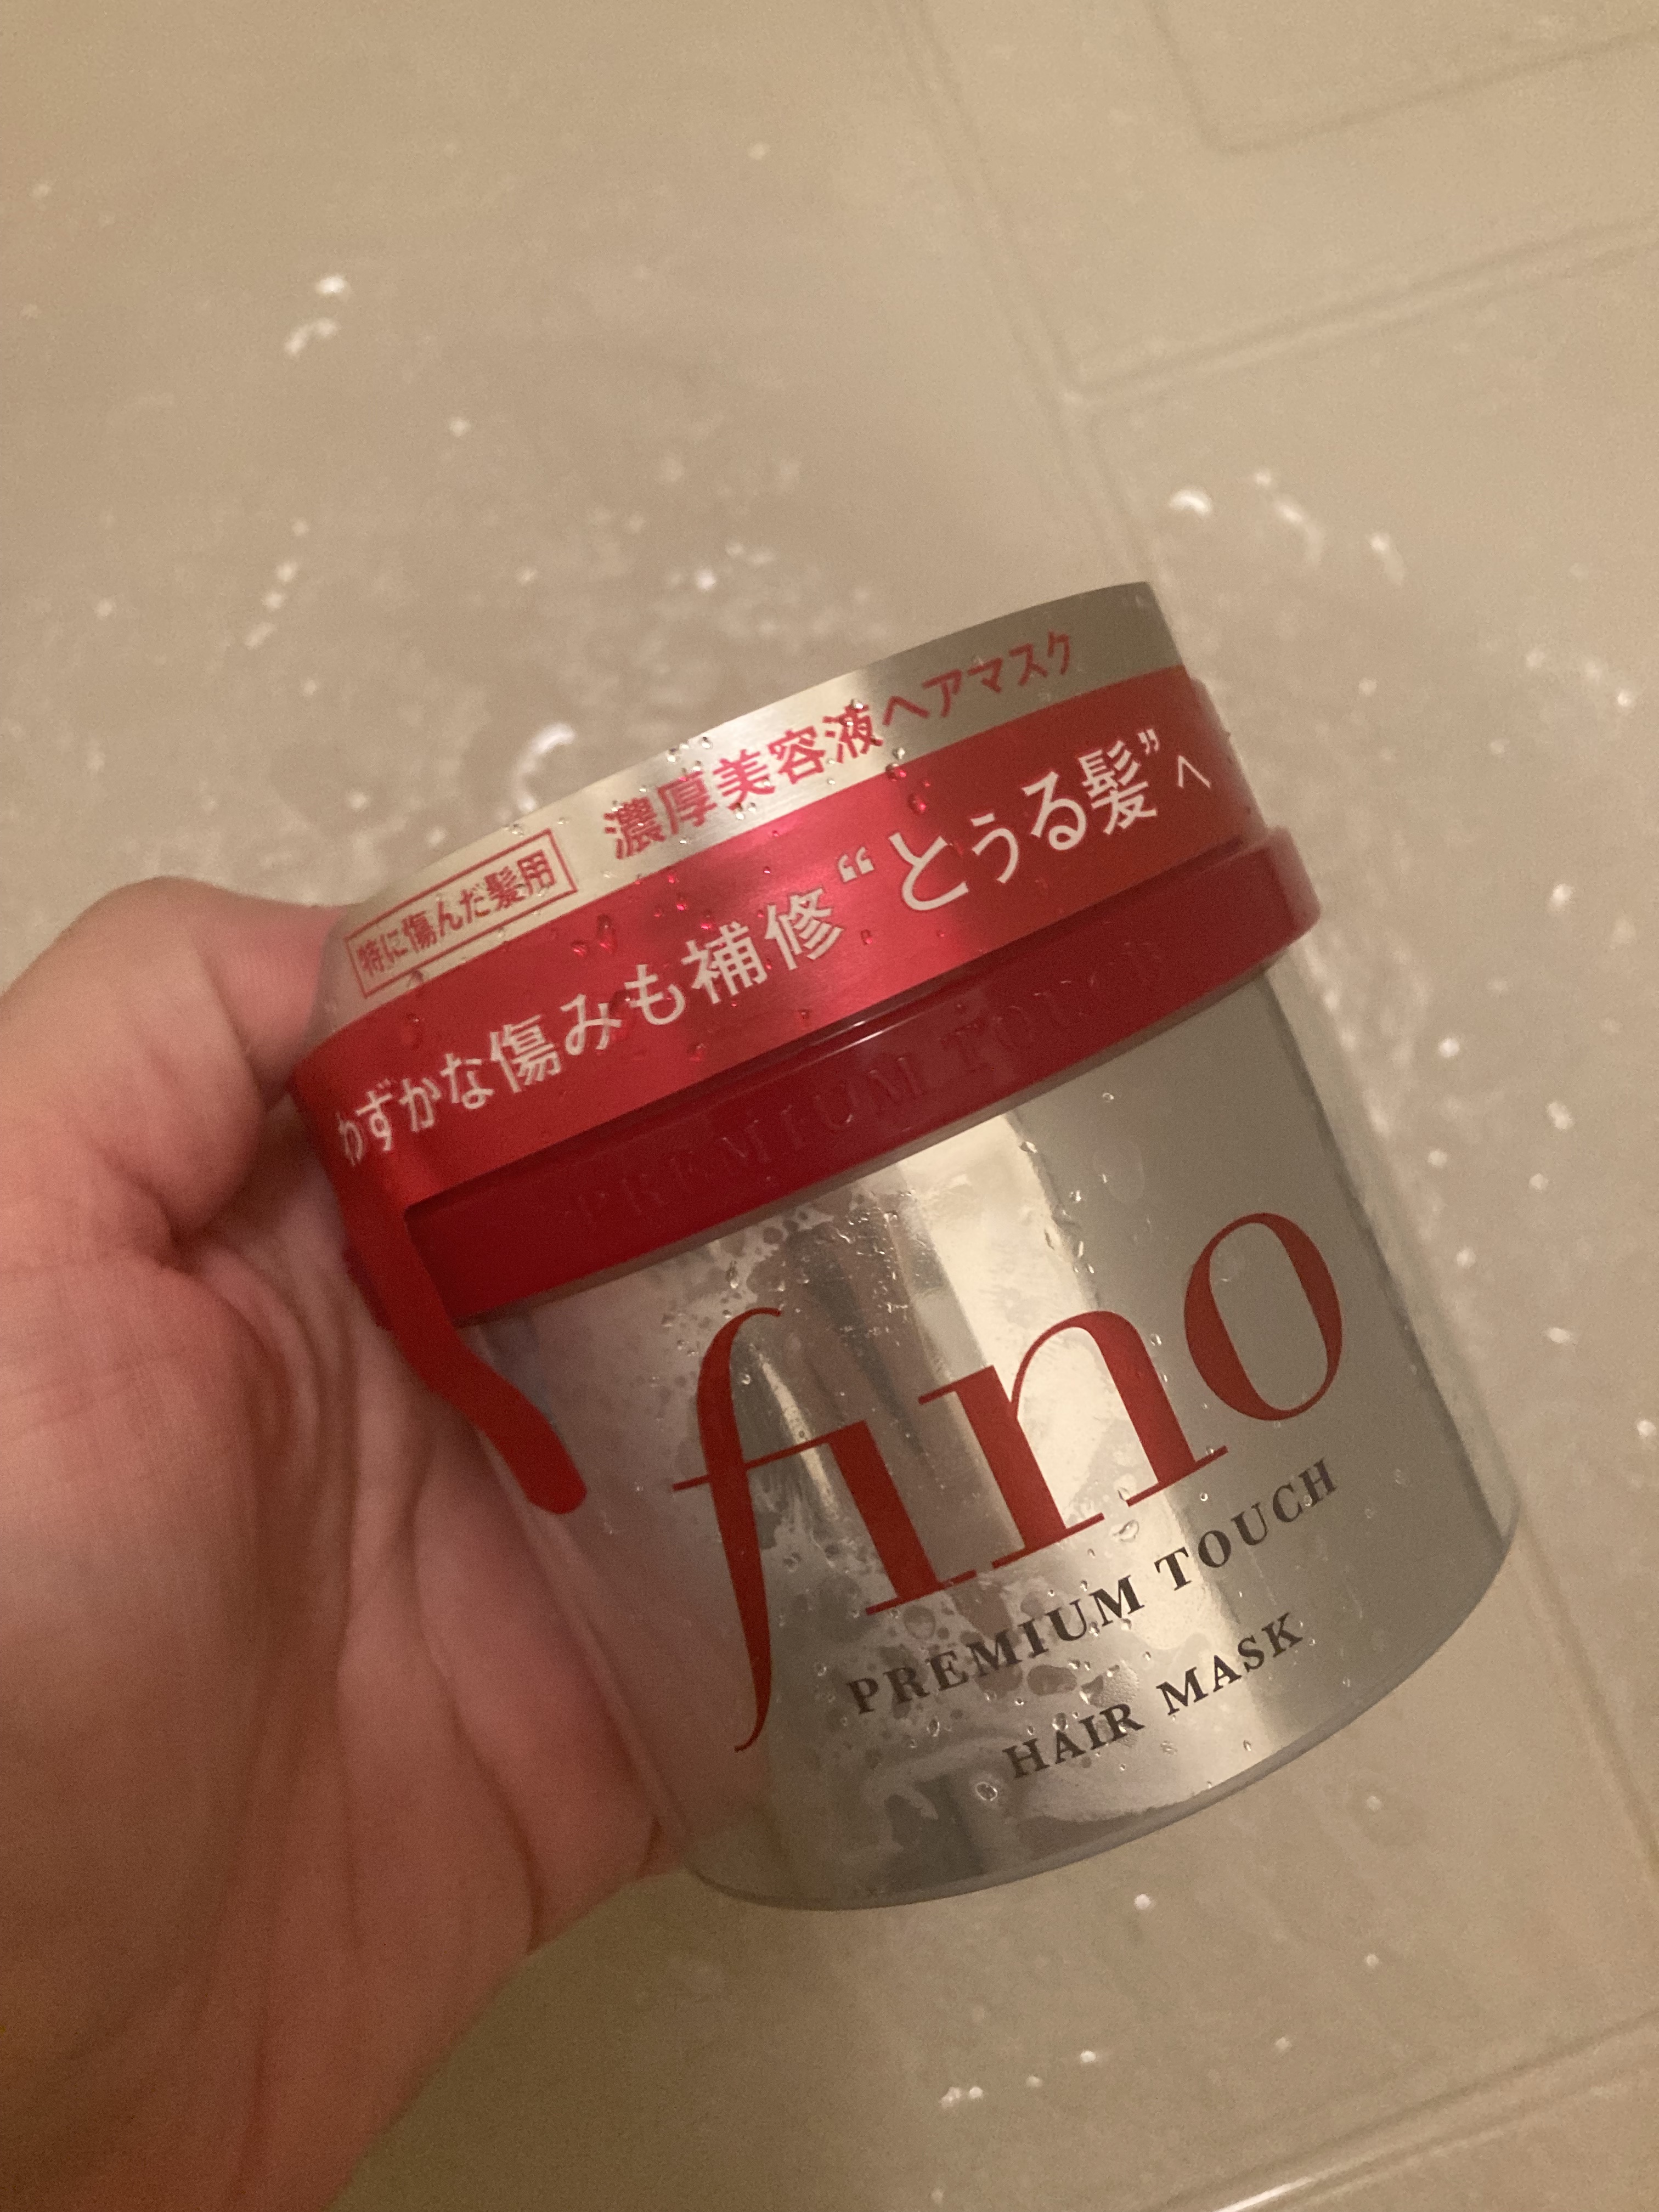 特に傷んだ髪用 濃厚美容液ヘアマスク
わずかな傷みも補修“とぅるる髪”へ
PREMIUM TOUCH
fino
PREMIUM TOUCH
HAIR MASK